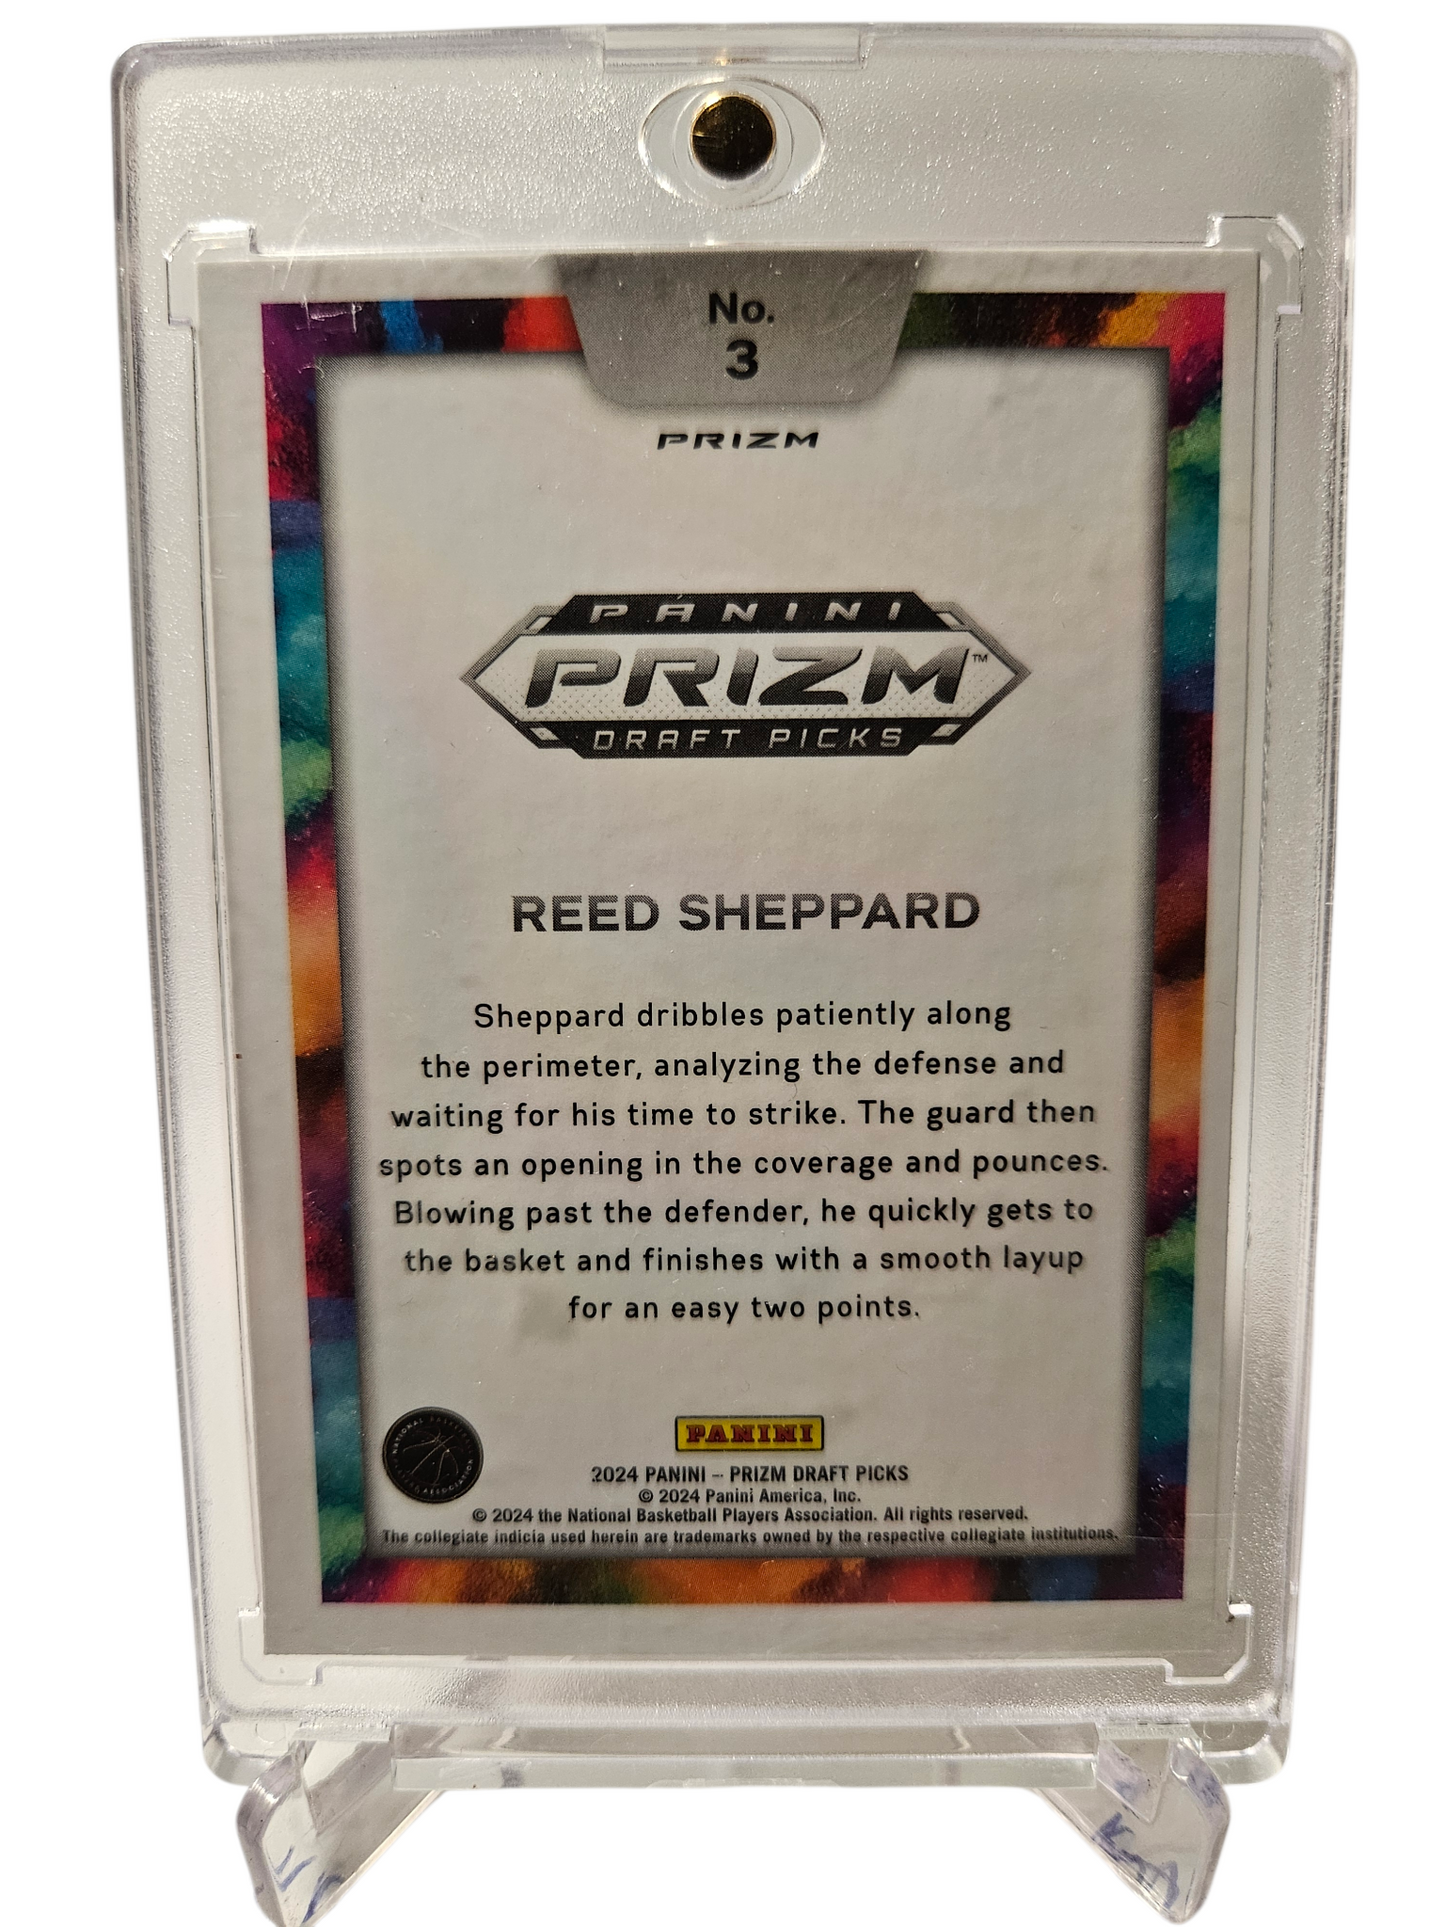 No.
3
PRIZM
PANINI
PRIZM™
DRAFT PICKS
REED SHEPPARD
Sheppard dribbles patiently along
the perimeter, analyzing the defense and
waiting for his time to strike. The guard then
spots an opening in the coverage and pounces.
Blowing past the defender, he quickly gets to
the basket and finishes with a smooth layup
for an easy two points.
PANINI
2024 PANINI – PRIZM DRAFT PICKS
© 2024 Panini America, Inc.
© 2024 the National Basketball Players Association. All rights reserved.
The collegiate indicia used herein are trademarks owned by the respective collegiate institutions.